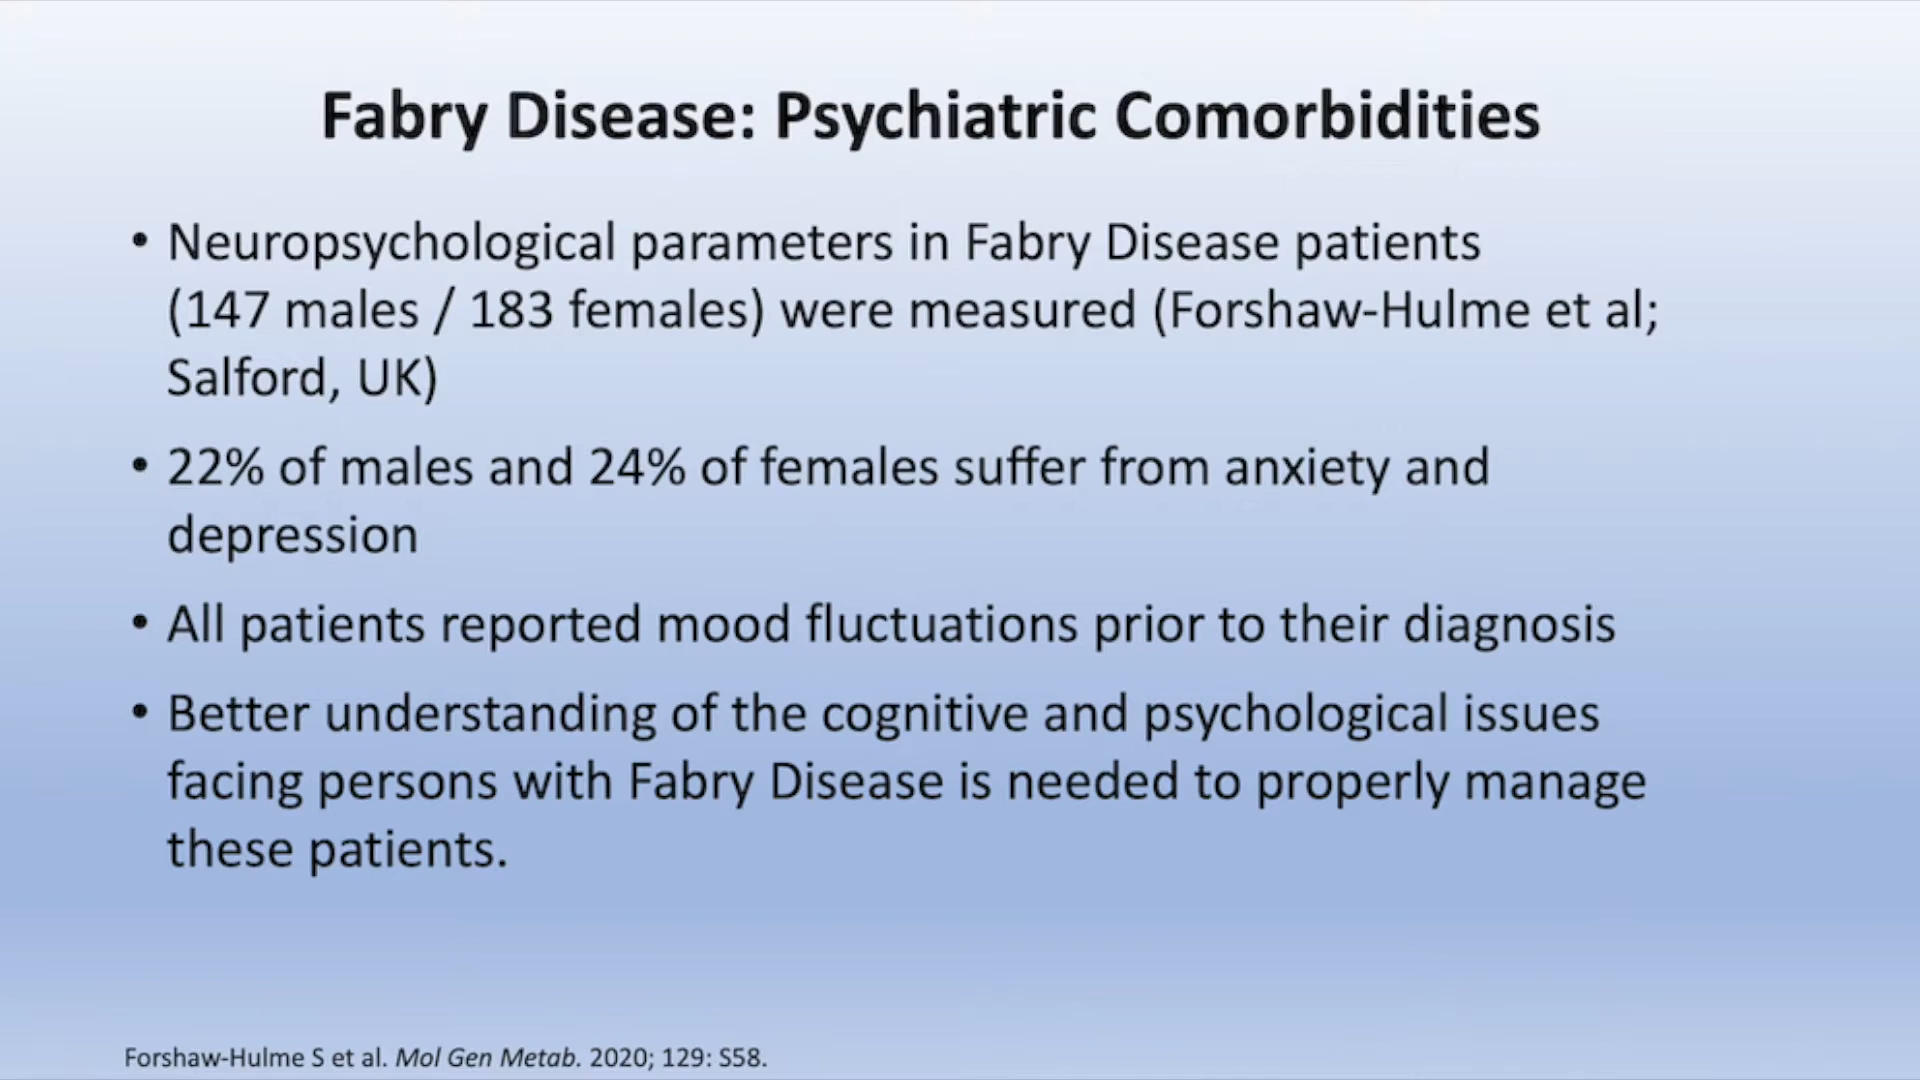 Fabry Disease: Psychiatric Comorbidities
• Neuropsychological parameters in Fabry Disease patients
(147 males / 183 females) were measured (Forshaw-Hulme et al;
Salford, UK)
• 22% of males and 24% of females suffer from anxiety and
depression
• All patients reported mood fluctuations prior to their diagnosis
• Better understanding of the cognitive and psychological issues
facing persons with Fabry Disease is needed to properly manage
these patients.
Forshaw-Hulme S et al. Mol Gen Metab. 2020; 129: S58.